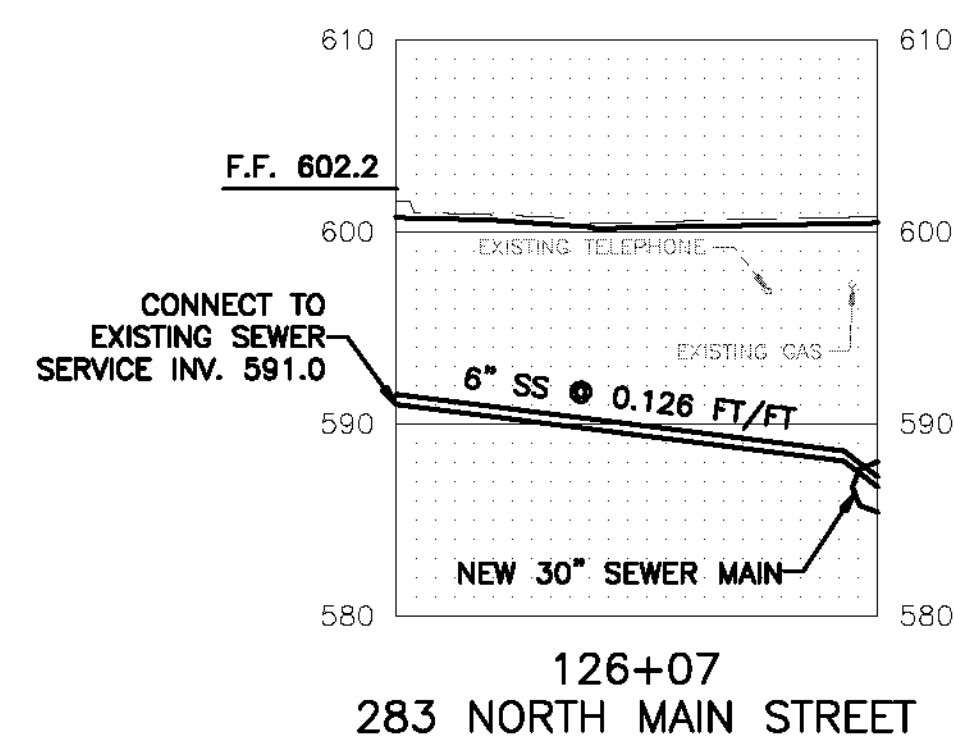 610 610
F.F. 602.2
600 600
EXISTING TELEPHONE
CONNECT TO
EXISTING SEWER
SERVICE INV. 591.0
EXISTING GAS
6" SS @ 0.126 FT/FT
590 590
NEW 30" SEWER MAIN
580 580
126+07
283 NORTH MAIN STREET